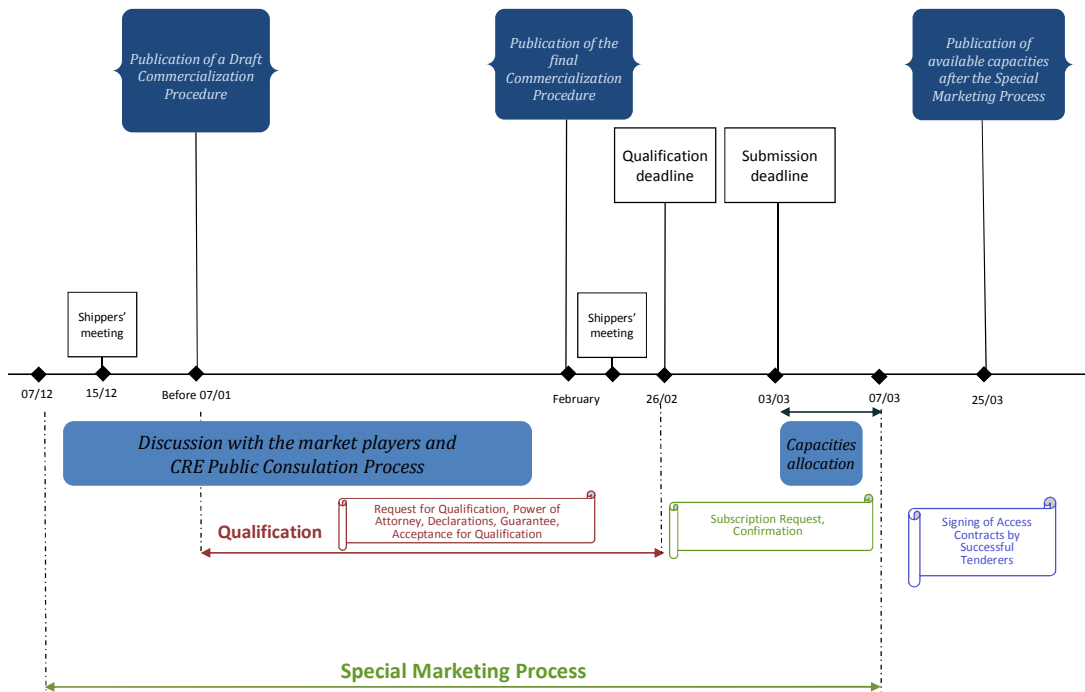 Publication of a Draft
Commercialization
Procedure
Publication of the
final
Commercialization
Procedure
Publication of
available capacities
after the Special
Marketing Process
Qualification
deadline
Submission
deadline
Shippers'
meeting
Shippers'
meeting
07/12
15/12
Before 07/01
February
26/02
03/03
07/03
25/03
Discussion with the market players and
CRE Public Consulation Process
Capacities
allocation
Qualification
Request for Qualification, Power of
Attorney, Declarations, Guarantee,
Acceptance for Qualification
Subscription Request,
Confirmation
Signing of Access
Contracts by
Successful
Tenderers
Special Marketing Process